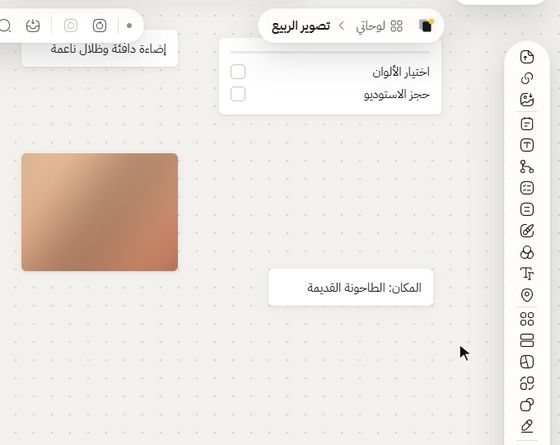 لوحاتي
تصوير الربيع
إضاءة دافئة وظلال ناعمة
اختيار الألوان
حجز الاستوديو
المكان: الطاحونة القديمة